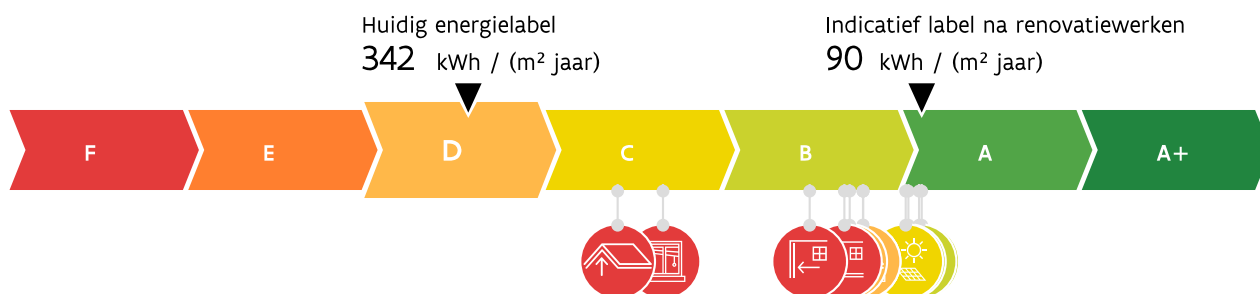 Huidig energielabel
342 kWh / (m² jaar)
Indicatief label na renovatiewerken
90 kWh / (m² jaar)
F E D C B A A+